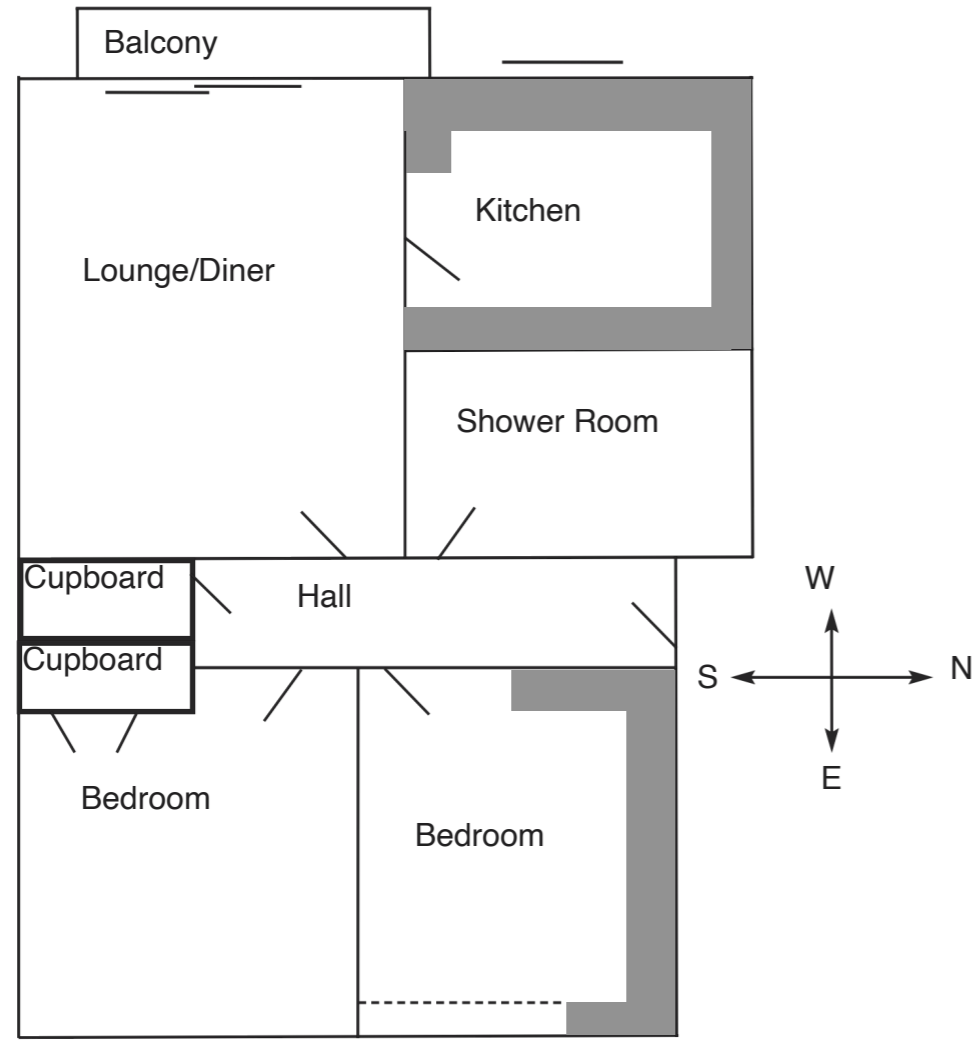 Balcony
Kitchen
Lounge/Diner
Shower Room
Cupboard
Hall
Cupboard
Bedroom
Bedroom
W
S
N
E